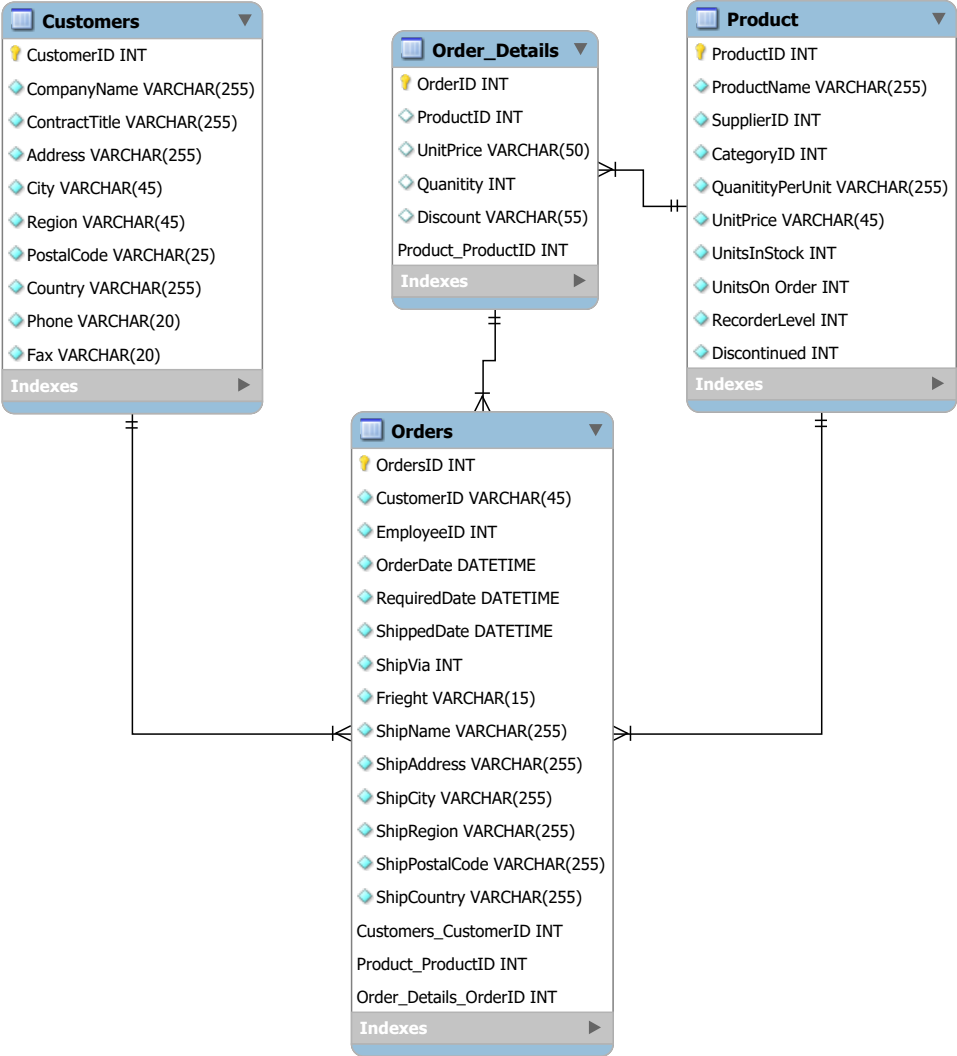 Customers
CustomerID INT
CompanyName VARCHAR(255)
ContractTitle VARCHAR(255)
Address VARCHAR(255)
City VARCHAR(45)
Region VARCHAR(45)
PostalCode VARCHAR(25)
Country VARCHAR(255)
Phone VARCHAR(20)
Fax VARCHAR(20)
Indexes
Order_Details
OrderID INT
ProductID INT
UnitPrice VARCHAR(50)
Quanitity INT
Discount VARCHAR(55)
Product_ProductID INT
Indexes
Product
ProductID INT
ProductName VARCHAR(255)
SupplierID INT
CategoryID INT
QuanitityPerUnit VARCHAR(255)
UnitPrice VARCHAR(45)
UnitsInStock INT
UnitsOn Order INT
RecorderLevel INT
Discontinued INT
Indexes
Orders
OrdersID INT
CustomerID VARCHAR(45)
EmployeeID INT
OrderDate DATETIME
RequiredDate DATETIME
ShippedDate DATETIME
ShipVia INT
Frieght VARCHAR(15)
ShipName VARCHAR(255)
ShipAddress VARCHAR(255)
ShipCity VARCHAR(255)
ShipRegion VARCHAR(255)
ShipPostalCode VARCHAR(255)
ShipCountry VARCHAR(255)
Customers_CustomerID INT
Product_ProductID INT
Order_Details_OrderID INT
Indexes